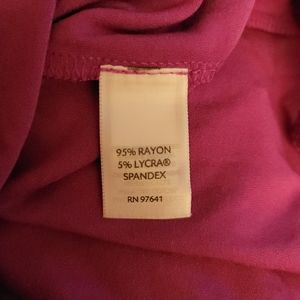 95% RAYON
5% LYCRA®
SPANDEX
RN 97641